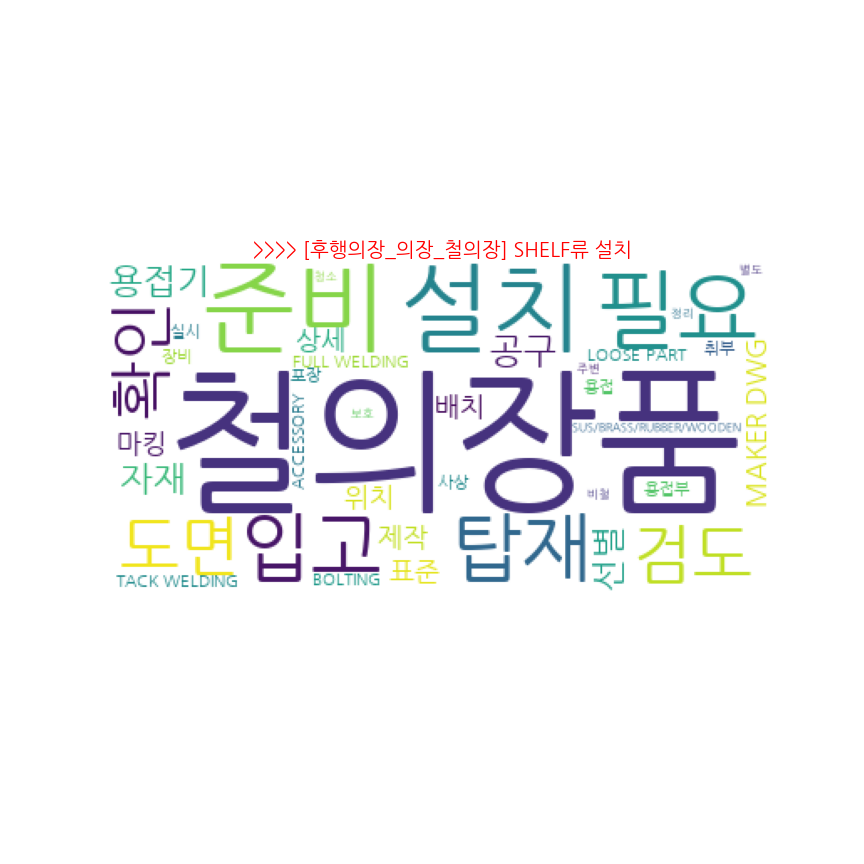 >>>> [후행의장_의장_철의장] SHELF류 설치
용접기
준비
청소
설치
필요
별도
정리
확인
실시
장비
상세
FULL WELDING
공구
LOOSE PART
취부
MAKER DWG
포장
주변
용접
철의장품
보호
배치
SUS/BRASS/RUBBER/WOODEN
ACCESSORY
마킹
자재
위치
사상
비철
용접부
도면
입고
제작
표준
탑재
선별
검도
TACK WELDING
BOLTING